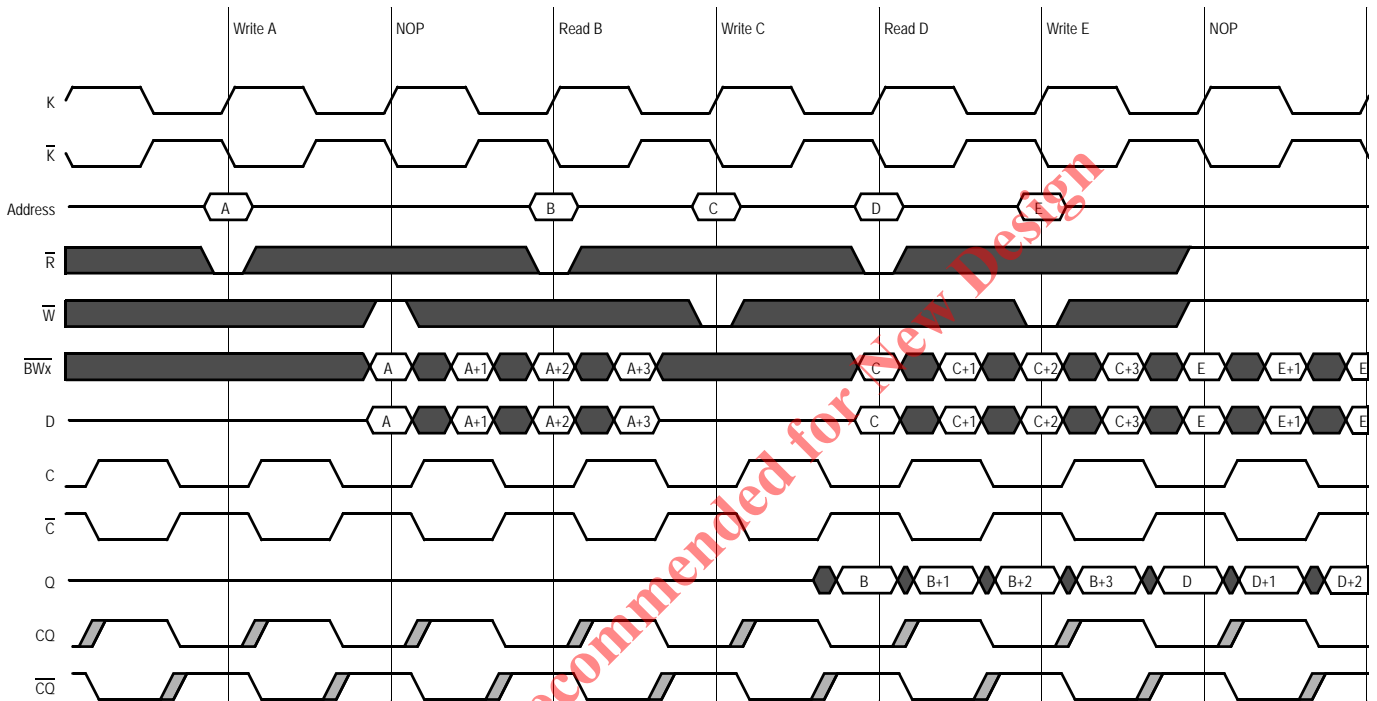 Write A NOP Read B Write C Read D Write E NOP
K
K
Address A B C D E
R
W
BWx A A+1 A+2 A+3 C C+1 C+2 C+3 E E+1 E
D A A+1 A+2 A+3 C C+1 C+2 C+3 E E+1 E
C
C
Q B B+1 B+2 B+3 D D+1 D+2
CQ
CQ
ecommended for New Design